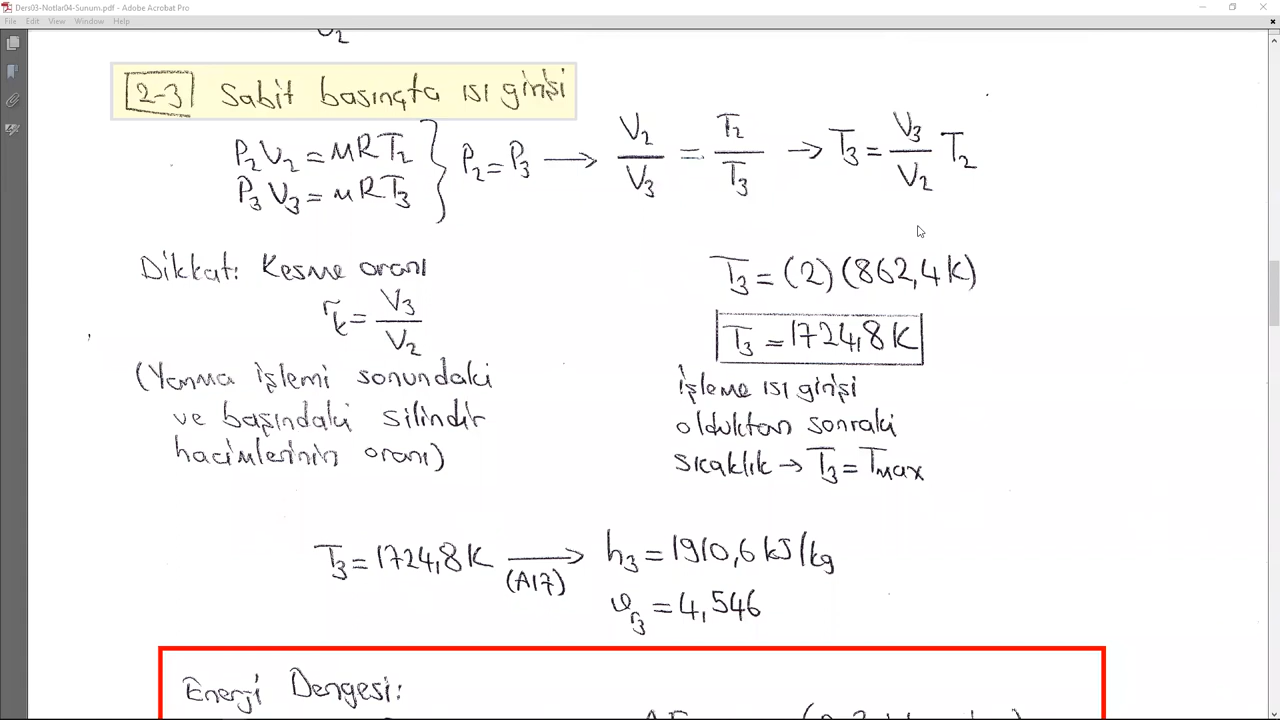 Ders03-Notlar04-Sunum.pdf - Adobe Acrobat Pro
File Edit View Window Help
V2
2-3 Sabit basınçta ısı girişi
P2V2 = mRT2
P3V3 = mRT3
} P2 = P3 → V2/V3 = T2/T3 → T3 = V3/V2 T2
Dikkat: Kesme oranı
rk = V3/V2
(Yanma işlemi sonundaki
ve başındaki silindir
hacimlerinin oranı)
T3 = (2)(862,4 K)
T3 = 1724,8 K
İşleme ısı girişi
olduktan sonraki
sıcaklık → T3 = Tmax
T3 = 1724,8 K → (A17) h3 = 1910,6 kJ/kg
vr3 = 4,546
Enerji Dengesi: